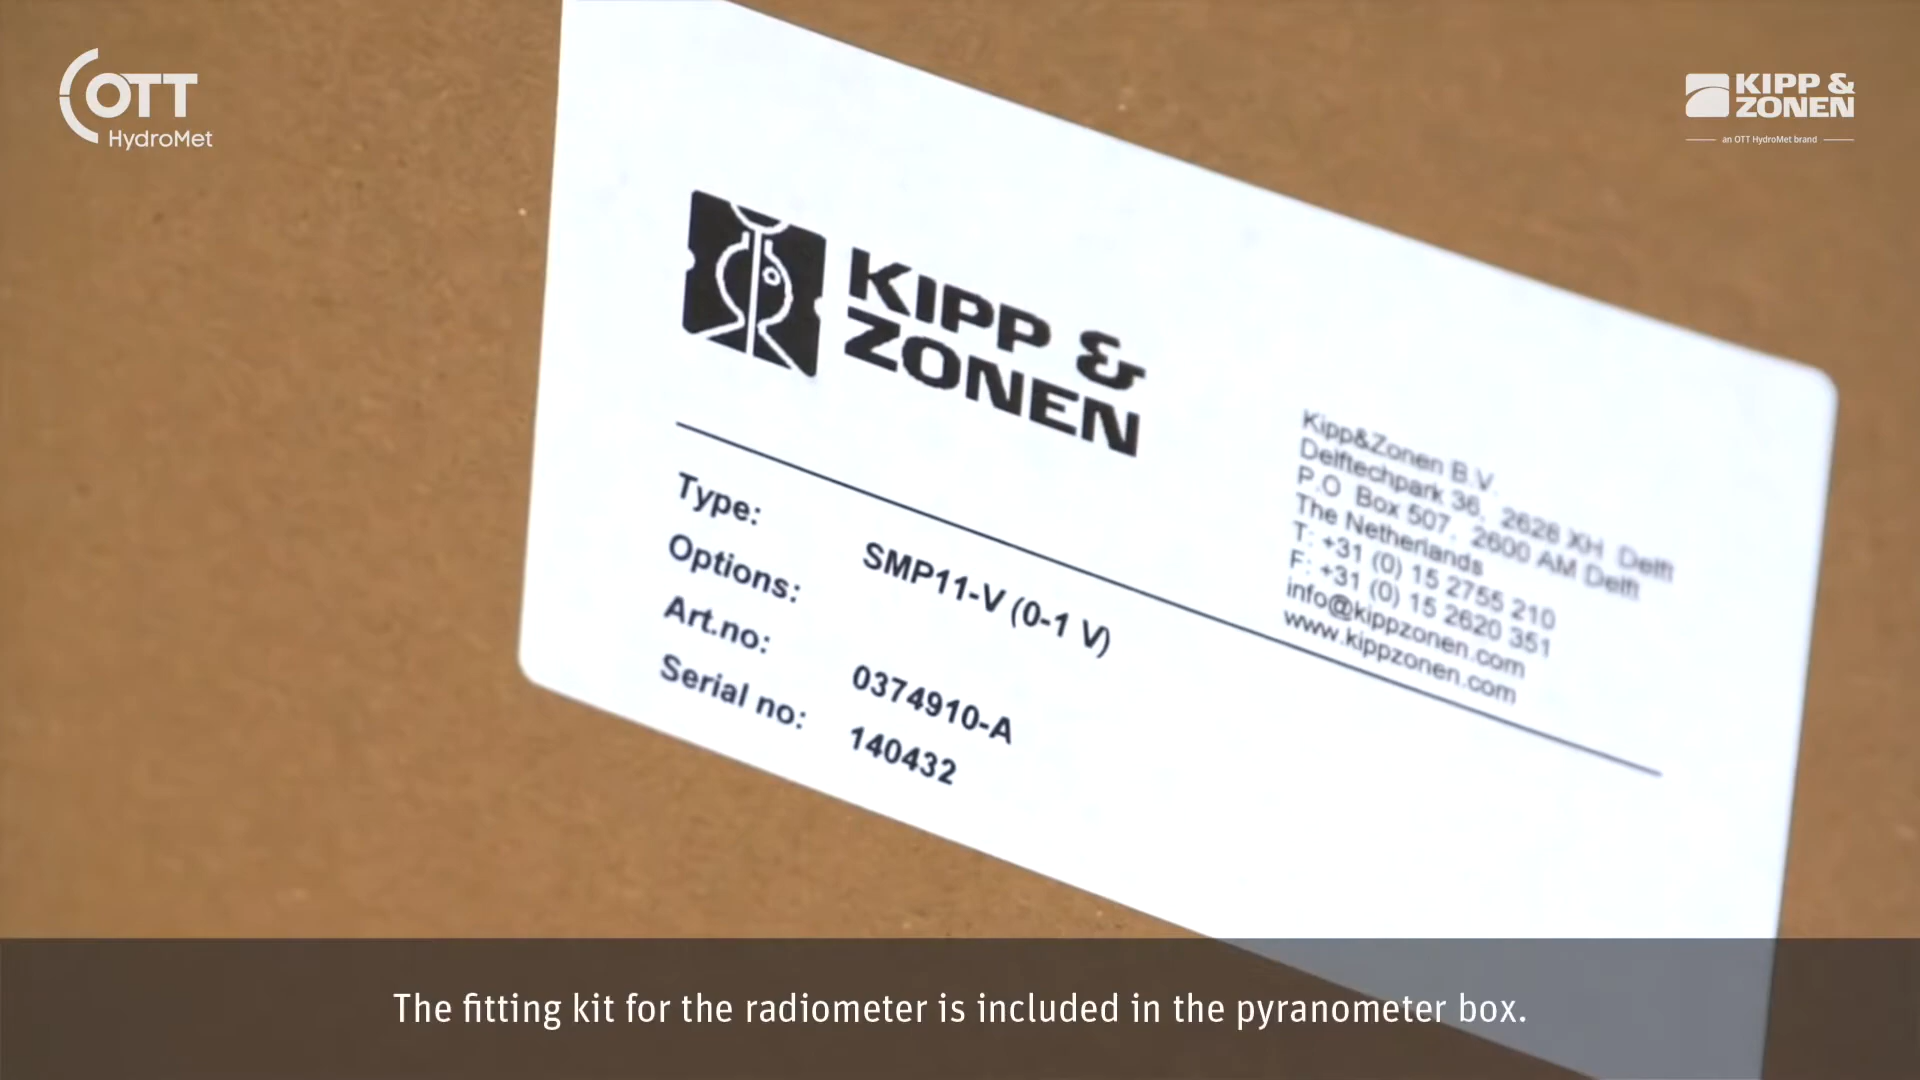 OTT
HydroMet
KIPP &
ZONEN
an OTT HydroMet brand
KIPP &
ZONEN
Kipp&Zonen B.V.
Delftechpark 36, 2628 XH Delft
P.O Box 507, 2600 AM Delft
The Netherlands
T: +31 (0) 15 2755 210
F: +31 (0) 15 2620 351
info@kippzonen.com
www.kippzonen.com
Type: SMP11-V (0-1 V)
Options:
Art.no: 0374910-A
Serial no: 140432
The fitting kit for the radiometer is included in the pyranometer box.